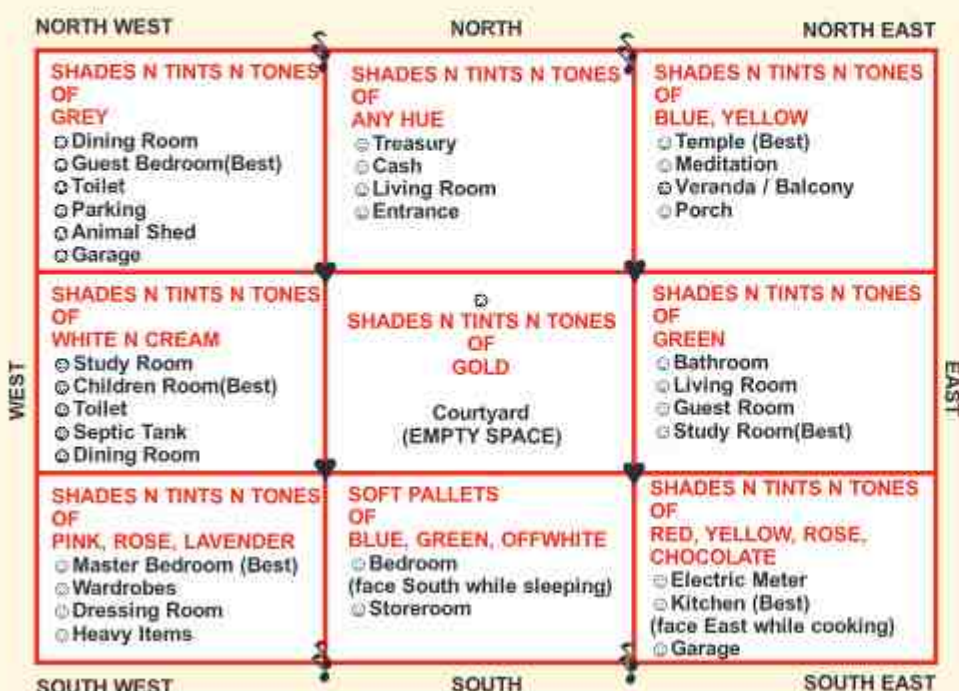 NORTH WEST
NORTH
NORTH EAST
SHADES N TINTS N TONES
OF
GREY
Dining Room
Guest Bedroom(Best)
Toilet
Parking
Animal Shed
Garage
SHADES N TINTS N TONES
OF
ANY HUE
Treasury
Cash
Living Room
Entrance
SHADES N TINTS N TONES
OF
BLUE, YELLOW
Temple (Best)
Meditation
Veranda / Balcony
Porch
WEST
SHADES N TINTS N TONES
OF
WHITE N CREAM
Study Room
Children Room(Best)
Toilet
Septic Tank
Dining Room
SHADES N TINTS N TONES
OF
GOLD
Courtyard
(EMPTY SPACE)
SHADES N TINTS N TONES
OF
GREEN
Bathroom
Living Room
Guest Room
Study Room(Best)
EAST
SHADES N TINTS N TONES
OF
PINK, ROSE, LAVENDER
Master Bedroom (Best)
Wardrobes
Dressing Room
Heavy Items
SOFT PALLETS
OF
BLUE, GREEN, OFFWHITE
Bedroom
(face South while sleeping)
Storeroom
SHADES N TINTS N TONES
OF
RED, YELLOW, ROSE,
CHOCOLATE
Electric Meter
Kitchen (Best)
(face East while cooking)
Garage
SOUTH WEST
SOUTH
SOUTH EAST